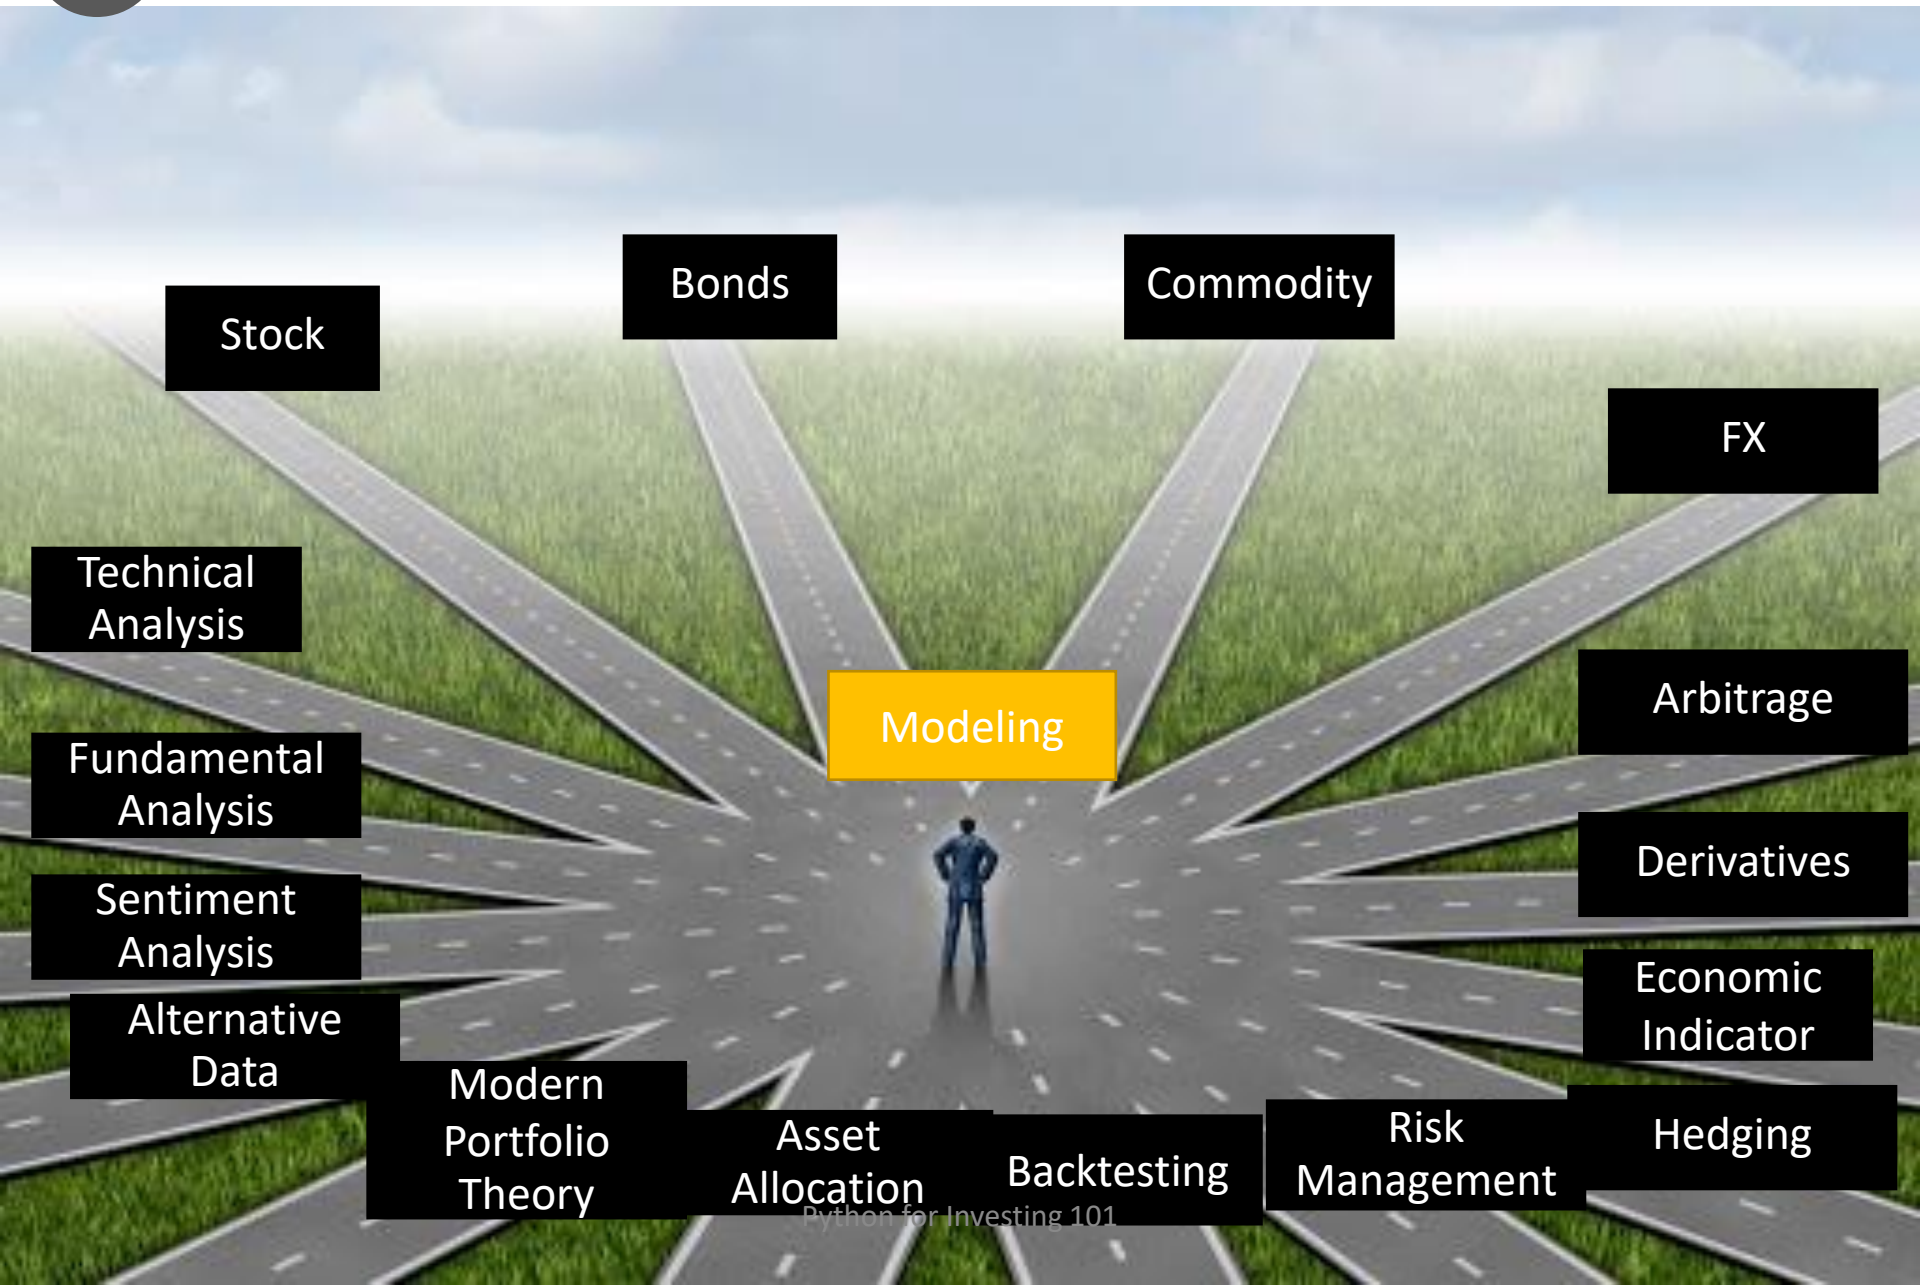 Bonds
Commodity
Stock
FX
Technical
Analysis
Arbitrage
Modeling
Fundamental
Analysis
Derivatives
Sentiment
Analysis
Economic
Indicator
Alternative
Data
Modern
Portfolio
Theory
Asset
Allocation
Backtesting
Risk
Management
Hedging
Python for Investing 101